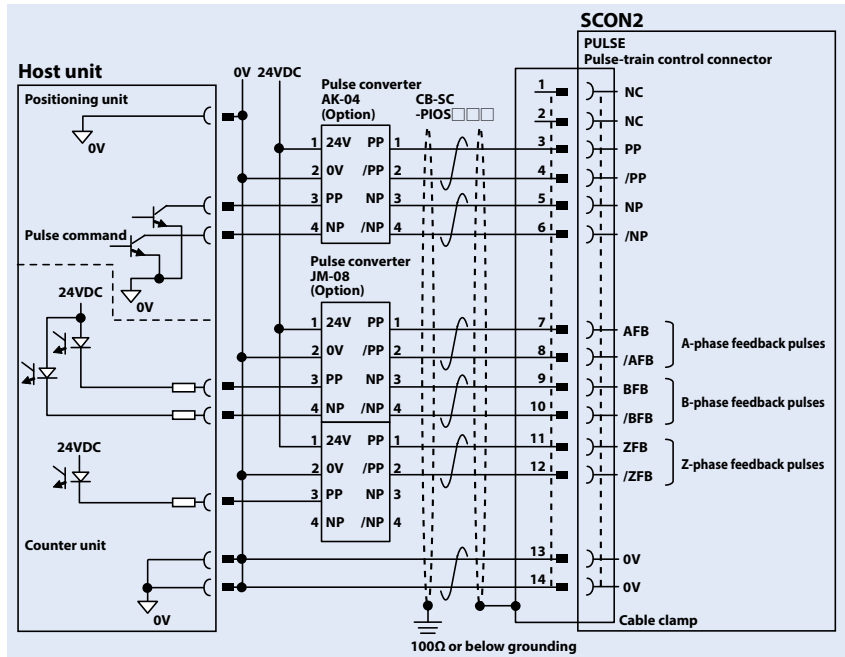 SCON2
PULSE
Pulse-train control connector
Host unit
0V 24VDC
Positioning unit
0V
Pulse converter
AK-04
(Option)
CB-SC
-PIOS□□□
1 NC
2 NC
1 24V PP 1 3 PP
2 0V /PP 2 4 /PP
3 PP NP 3 5 NP
4 NP /NP 4 6 /NP
Pulse command
24VDC
0V
Pulse converter
JM-08
(Option)
1 24V PP 1 7 AFB
2 0V /PP 2 8 /AFB
A-phase feedback pulses
3 PP NP 3 9 BFB
4 NP /NP 4 10 /BFB
B-phase feedback pulses
24VDC
1 24V PP 1 11 ZFB
2 0V /PP 2 12 /ZFB
Z-phase feedback pulses
3 PP NP 3
4 NP /NP 4
Counter unit
13 0V
14 0V
0V
Cable clamp
100Ω or below grounding